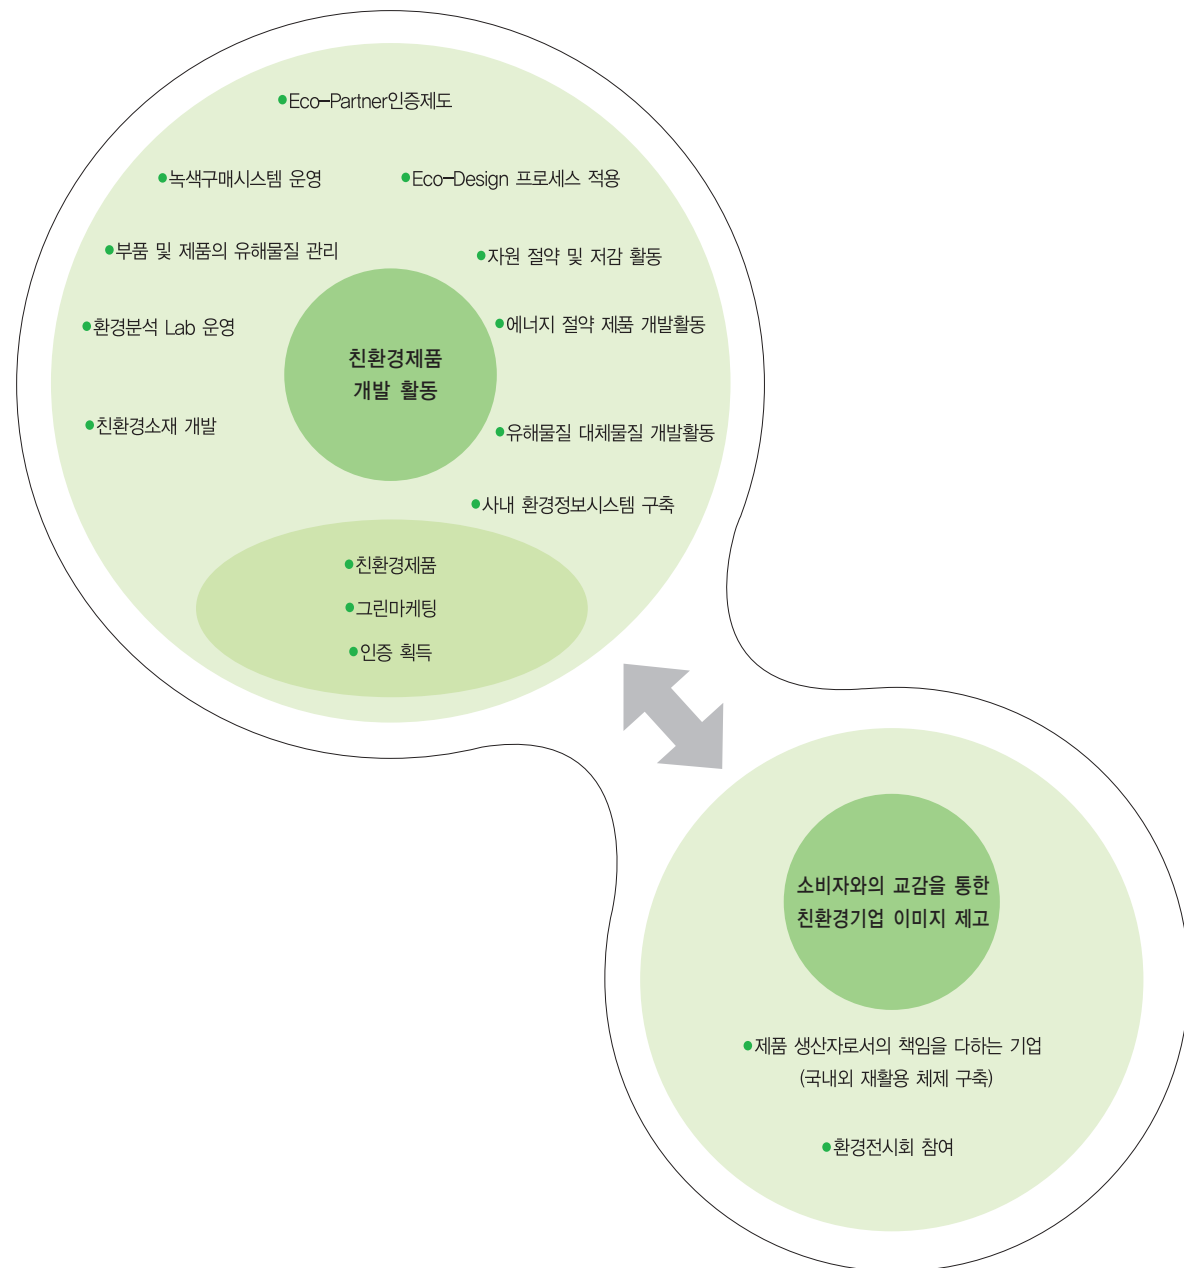 ●Eco-Partner인증제도
●녹색구매시스템 운영
●Eco-Design 프로세스 적용
●부품 및 제품의 유해물질 관리
●자원 절약 및 저감 활동
●환경분석 Lab 운영
●에너지 절약 제품 개발활동
친환경제품
개발 활동
●친환경소재 개발
●유해물질 대체물질 개발활동
●사내 환경정보시스템 구축
●친환경제품
●그린마케팅
●인증 획득
소비자와의 교감을 통한
친환경기업 이미지 제고
●제품 생산자로서의 책임을 다하는 기업
(국내외 재활용 체제 구축)
●환경전시회 참여